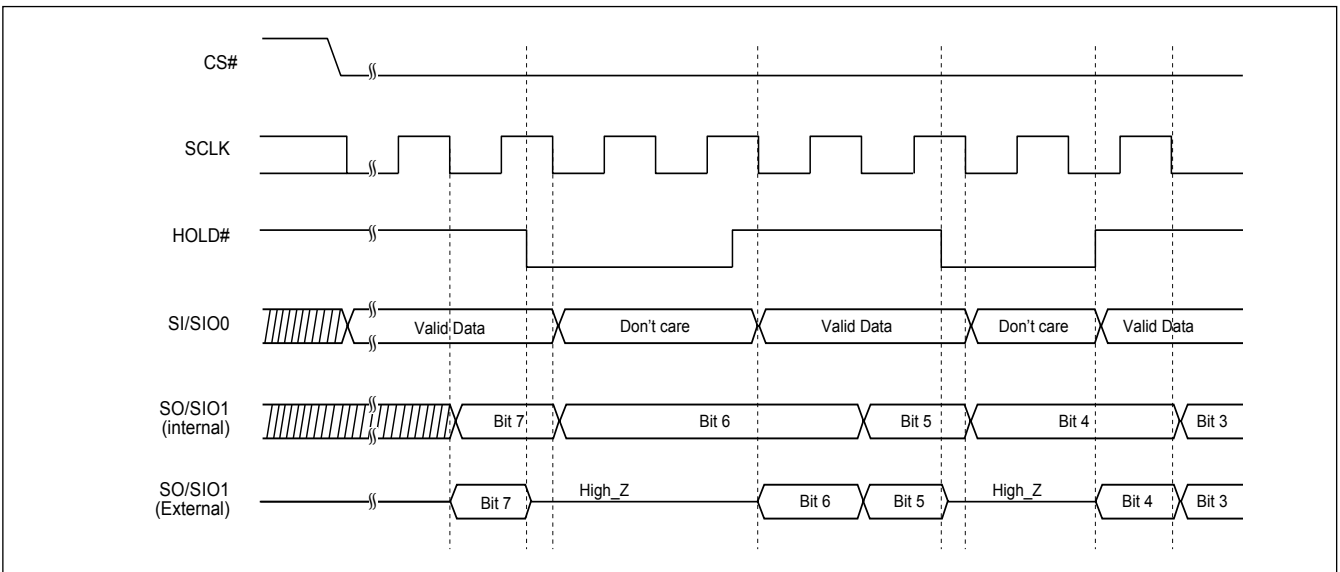 CS#
SCLK
HOLD#
SI/SIO0 Valid Data Don't care Valid Data Don't care Valid Data
SO/SIO1
(internal) Bit 7 Bit 6 Bit 5 Bit 4 Bit 3
SO/SIO1
(External) Bit 7 High_Z Bit 6 Bit 5 High_Z Bit 4 Bit 3